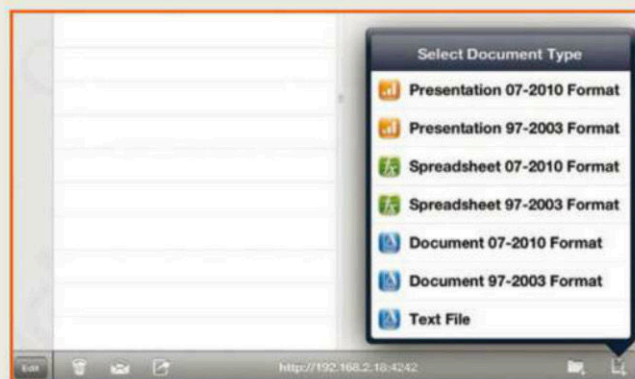 Select Document Type
Presentation 07-2010 Format
Presentation 97-2003 Format
Spreadsheet 07-2010 Format
Spreadsheet 97-2003 Format
Document 07-2010 Format
Document 97-2003 Format
Text File
Edit
http://192.168.2.18:4242